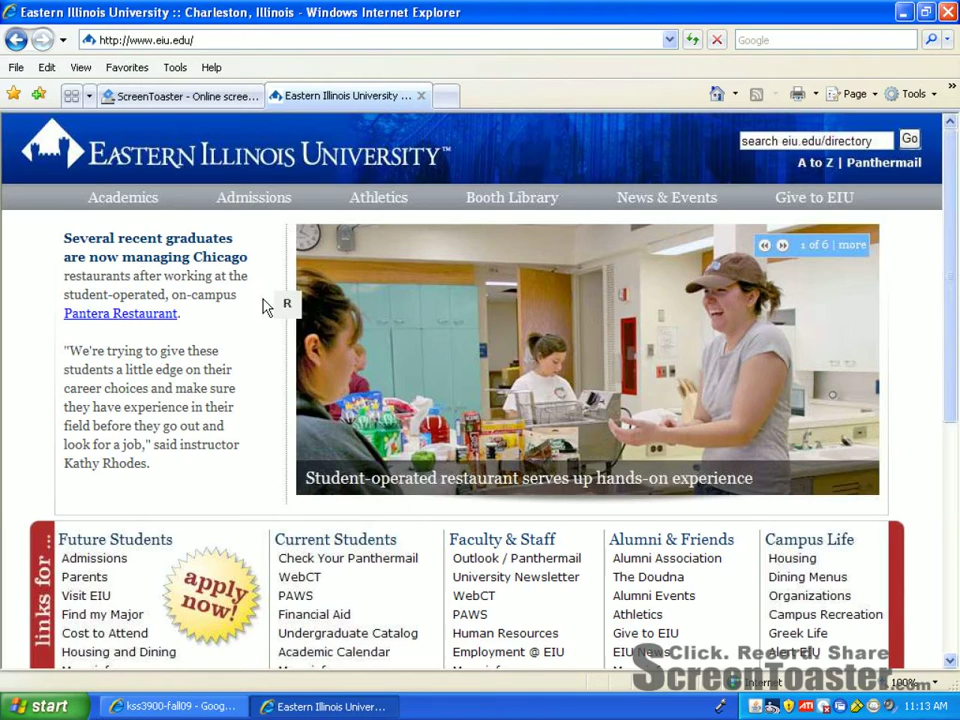 Eastern Illinois University :: Charleston, Illinois - Windows Internet Explorer
http://www.eiu.edu/
Google
File Edit View Favorites Tools Help
ScreenToaster - Online scree...
Eastern Illinois University ...
Page
Tools
EASTERN ILLINOIS UNIVERSITY™
search eiu.edu/directory
Go
A to Z | Panthermail
Academics Admissions Athletics Booth Library News & Events Give to EIU
Several recent graduates
are now managing Chicago
restaurants after working at the
student-operated, on-campus
Pantera Restaurant.
"We're trying to give these
students a little edge on their
career choices and make sure
they have experience in their
field before they go out and
look for a job," said instructor
Kathy Rhodes.
R
1 of 6 | more
Student-operated restaurant serves up hands-on experience
links for ...
Future Students
Admissions
Parents
Visit EIU
Find my Major
Cost to Attend
Housing and Dining
apply
now!
Current Students
Check Your Panthermail
WebCT
PAWS
Financial Aid
Undergraduate Catalog
Academic Calendar
Faculty & Staff
Outlook / Panthermail
University Newsletter
WebCT
PAWS
Human Resources
Employment @ EIU
Alumni & Friends
Alumni Association
The Doudna
Alumni Events
Athletics
Give to EIU
EIU News
Campus Life
Housing
Dining Menus
Organizations
Campus Recreation
Greek Life
Alert EIU
Click. Record. Share
ScreenToaster.com
Internet
100%
start
kss3900-fall09 - Goog...
Eastern Illinois Univer...
11:13 AM